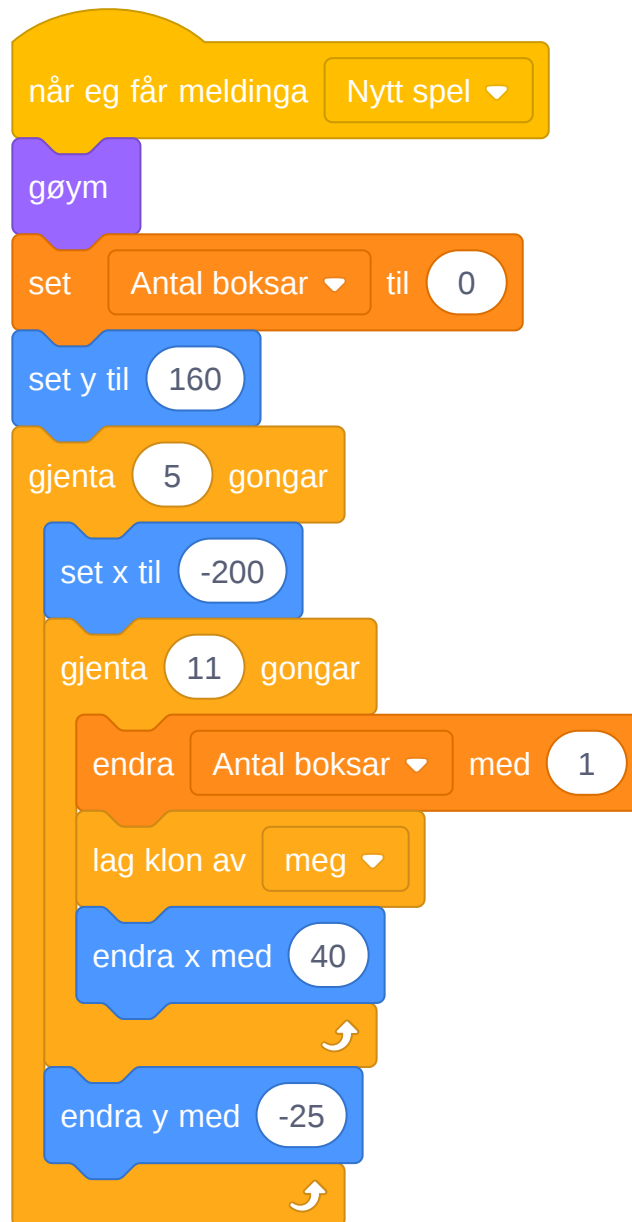 når eg får meldinga Nytt spel
gøym
set Antal boksar til 0
set y til 160
gjenta 5 gongar
set x til -200
gjenta 11 gongar
endra Antal boksar med 1
lag klon av meg
endra x med 40
endra y med -25